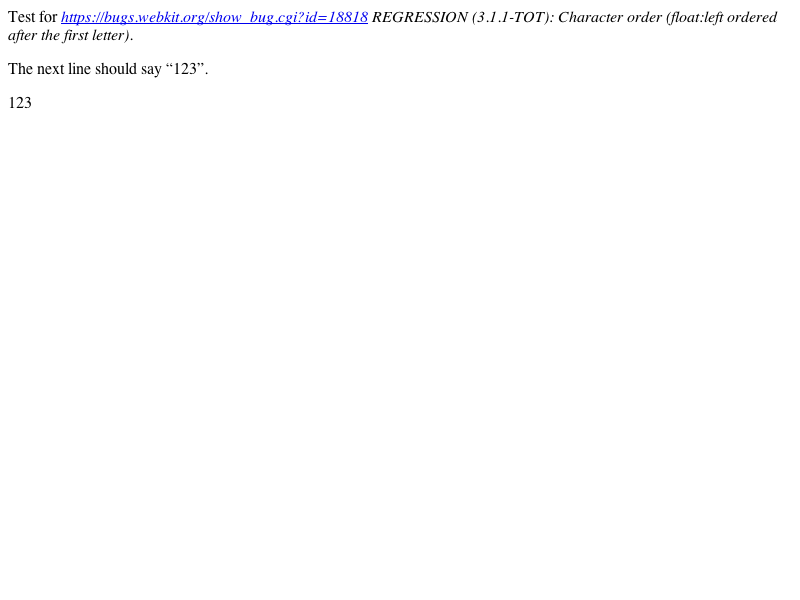 Test for https://bugs.webkit.org/show_bug.cgi?id=18818 REGRESSION (3.1.1-TOT): Character order (float:left ordered
after the first letter).
The next line should say “123”.
123